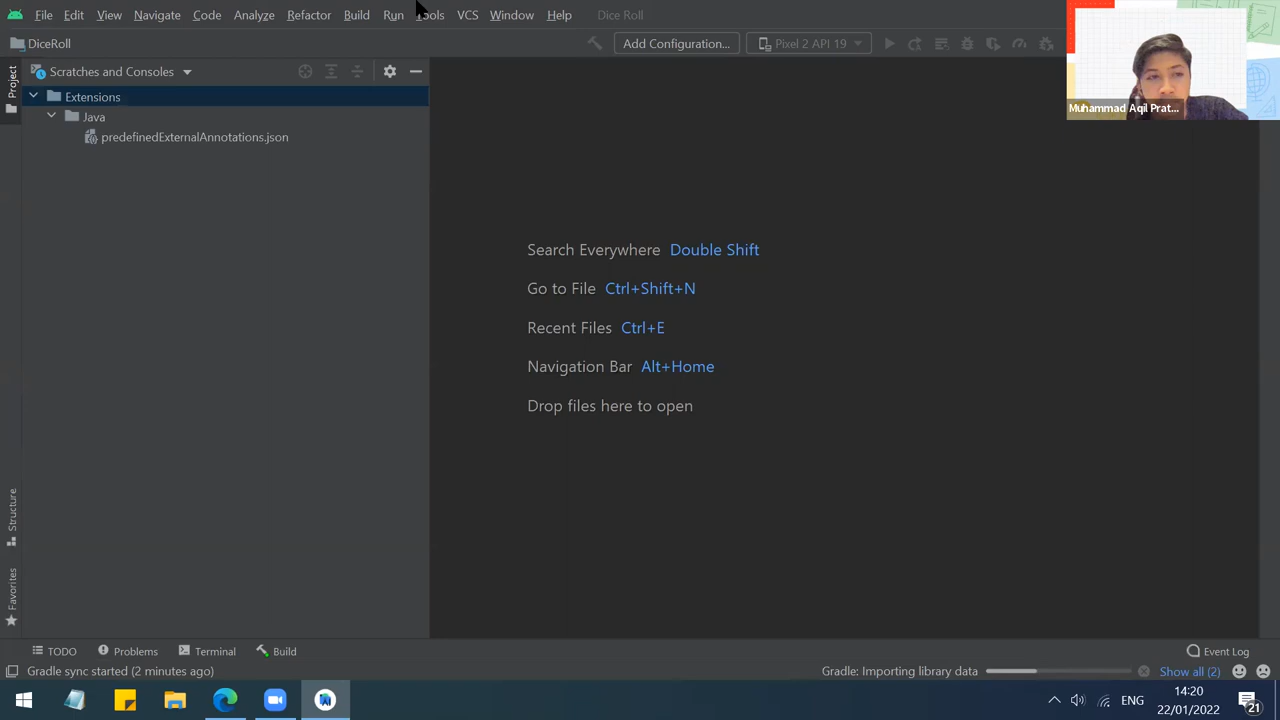 File Edit View Navigate Code Analyze Refactor Build Run Tools VCS Window Help Dice Roll
DiceRoll Add Configuration... Pixel 2 API 19
Scratches and Consoles
Extensions
Java
predefinedExternalAnnotations.json
Muhammad Aqil Prat...
Project
Structure
Favorites
Search Everywhere Double Shift
Go to File Ctrl+Shift+N
Recent Files Ctrl+E
Navigation Bar Alt+Home
Drop files here to open
TODO Problems Terminal Build Event Log
Gradle sync started (2 minutes ago) Gradle: Importing library data Show all (2)
ENG
14:20
22/01/2022
21